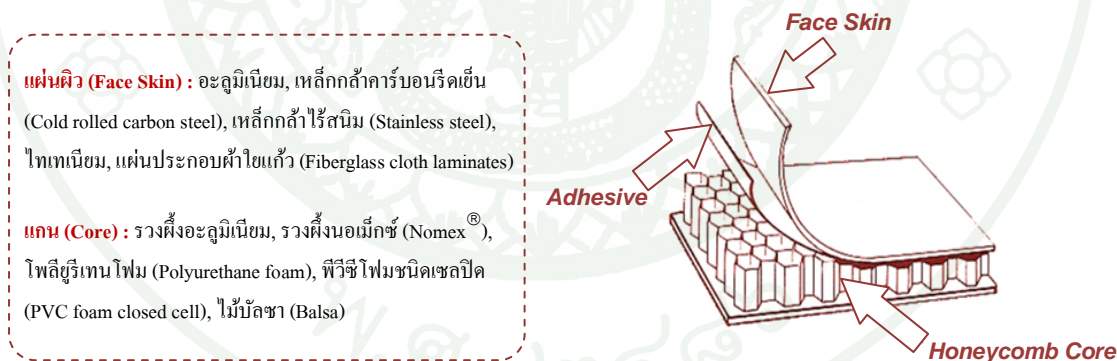 แผ่นผิว (Face Skin) : อะลูมิเนียม, เหล็กกล้าคาร์บอนรีดเย็น
(Cold rolled carbon steel), เหล็กกล้าไร้สนิม (Stainless steel),
ไทเทเนียม, แผ่นประกอบผ้าใยแก้ว (Fiberglass cloth laminates)
แกน (Core) : รวงผึ้งอะลูมิเนียม, รวงผึ้งนอเม็กซ์ (Nomex®),
โพลียูรีเทนโฟม (Polyurethane foam), พีวีซีโฟมชนิดเซลปิด
(PVC foam closed cell), ไม้บัลซา (Balsa)
Face Skin
Adhesive
Honeycomb Core